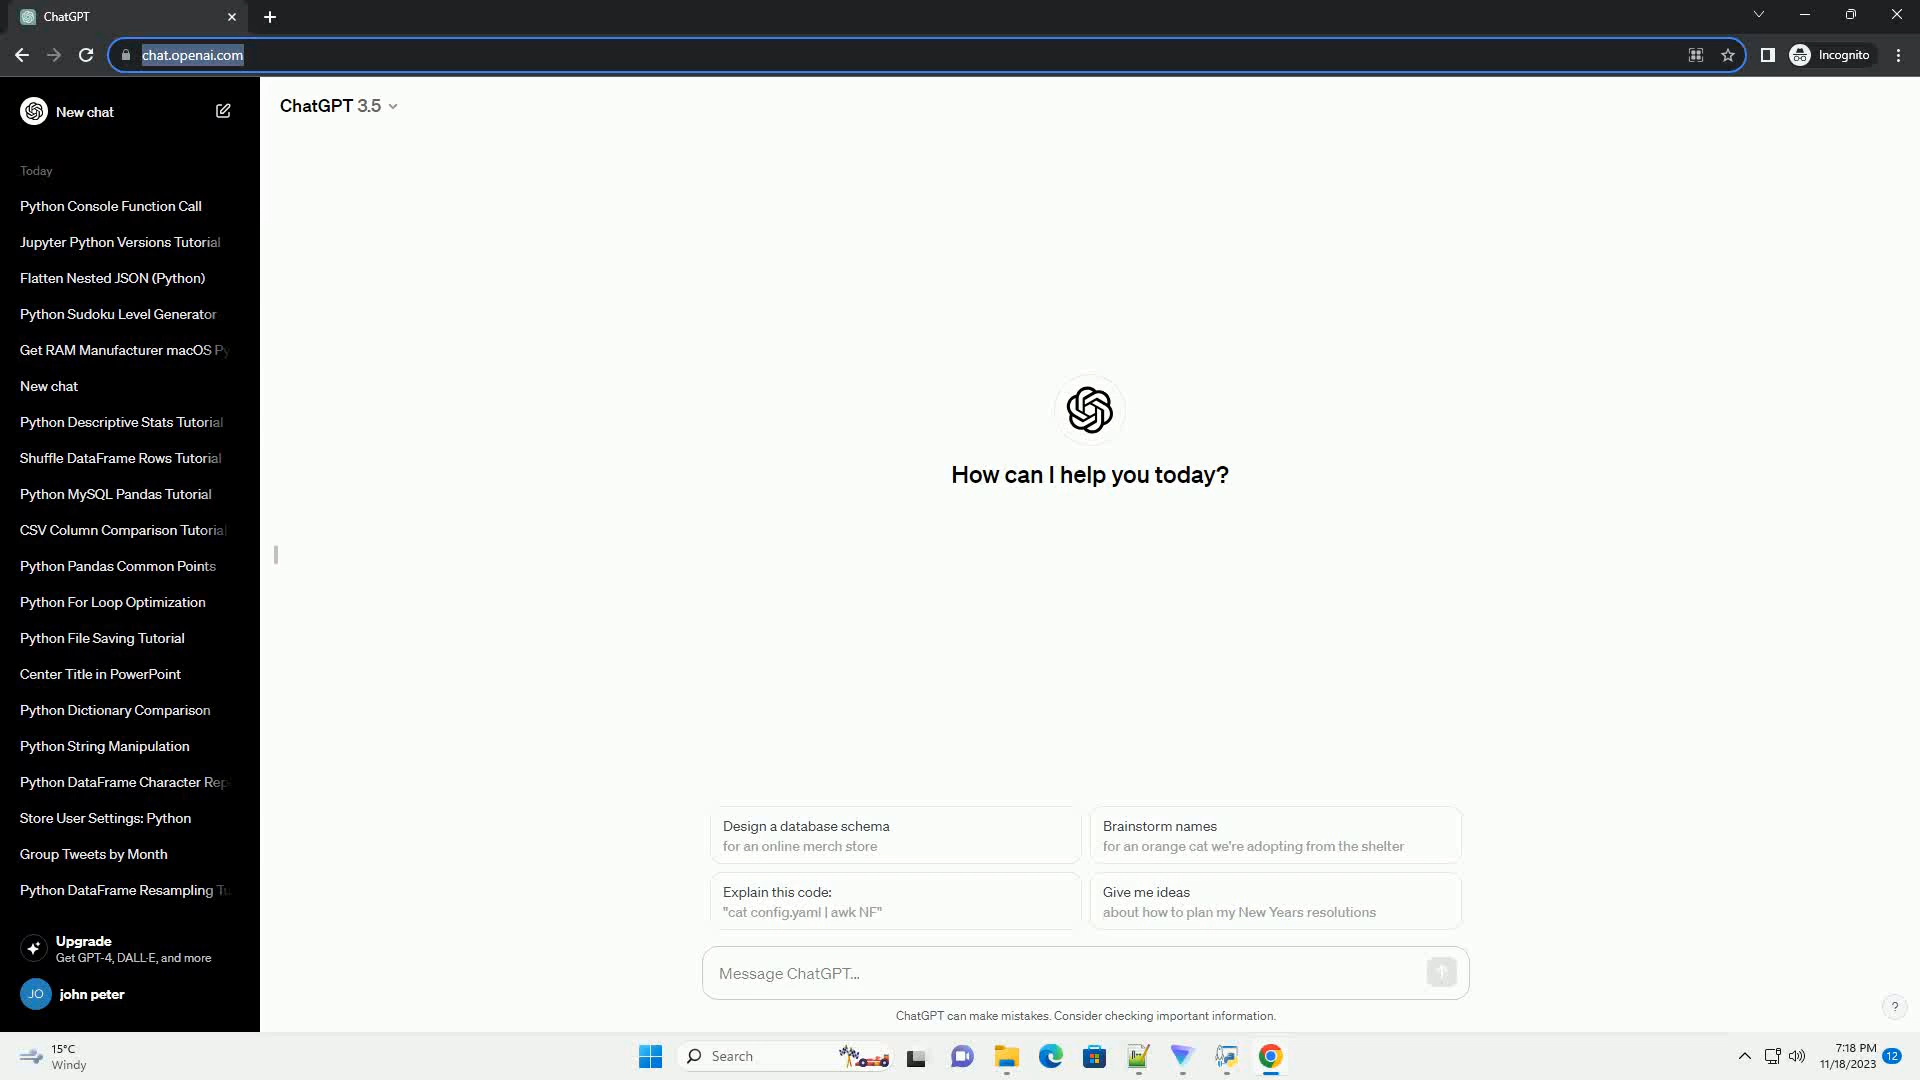 ChatGPT
chat.openai.com
Incognito
New chat
ChatGPT 3.5
Today
Python Console Function Call
Jupyter Python Versions Tutorial
Flatten Nested JSON (Python)
Python Sudoku Level Generator
Get RAM Manufacturer macOS Py
New chat
Python Descriptive Stats Tutorial
Shuffle DataFrame Rows Tutorial
Python MySQL Pandas Tutorial
CSV Column Comparison Tutorial
Python Pandas Common Points
Python For Loop Optimization
Python File Saving Tutorial
Center Title in PowerPoint
Python Dictionary Comparison
Python String Manipulation
Python DataFrame Character Rep
Store User Settings: Python
Group Tweets by Month
Python DataFrame Resampling Tu
Upgrade
Get GPT-4, DALL·E, and more
JO
john peter
How can I help you today?
Design a database schema
for an online merch store
Brainstorm names
for an orange cat we're adopting from the shelter
Explain this code:
"cat config.yaml | awk NF"
Give me ideas
about how to plan my New Years resolutions
Message ChatGPT...
ChatGPT can make mistakes. Consider checking important information.
?
15°C
Windy
Search
7:18 PM
11/18/2023
12